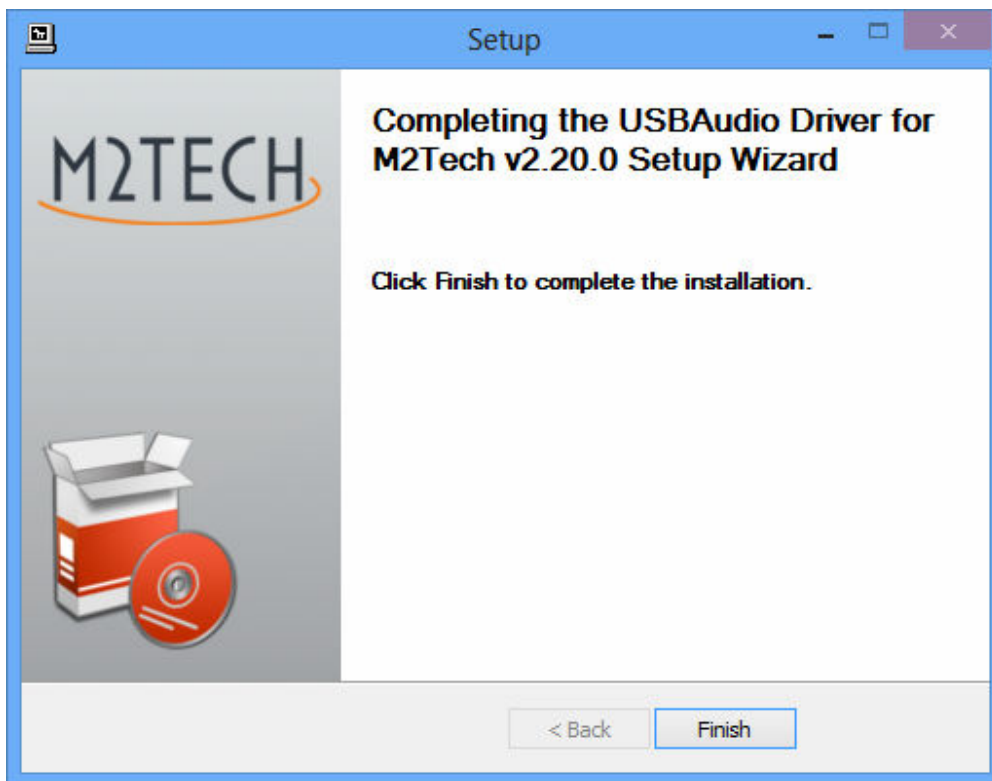 Setup
M2TECH
Completing the USBAudio Driver for
M2Tech v2.20.0 Setup Wizard
Click Finish to complete the installation.
< Back
Finish